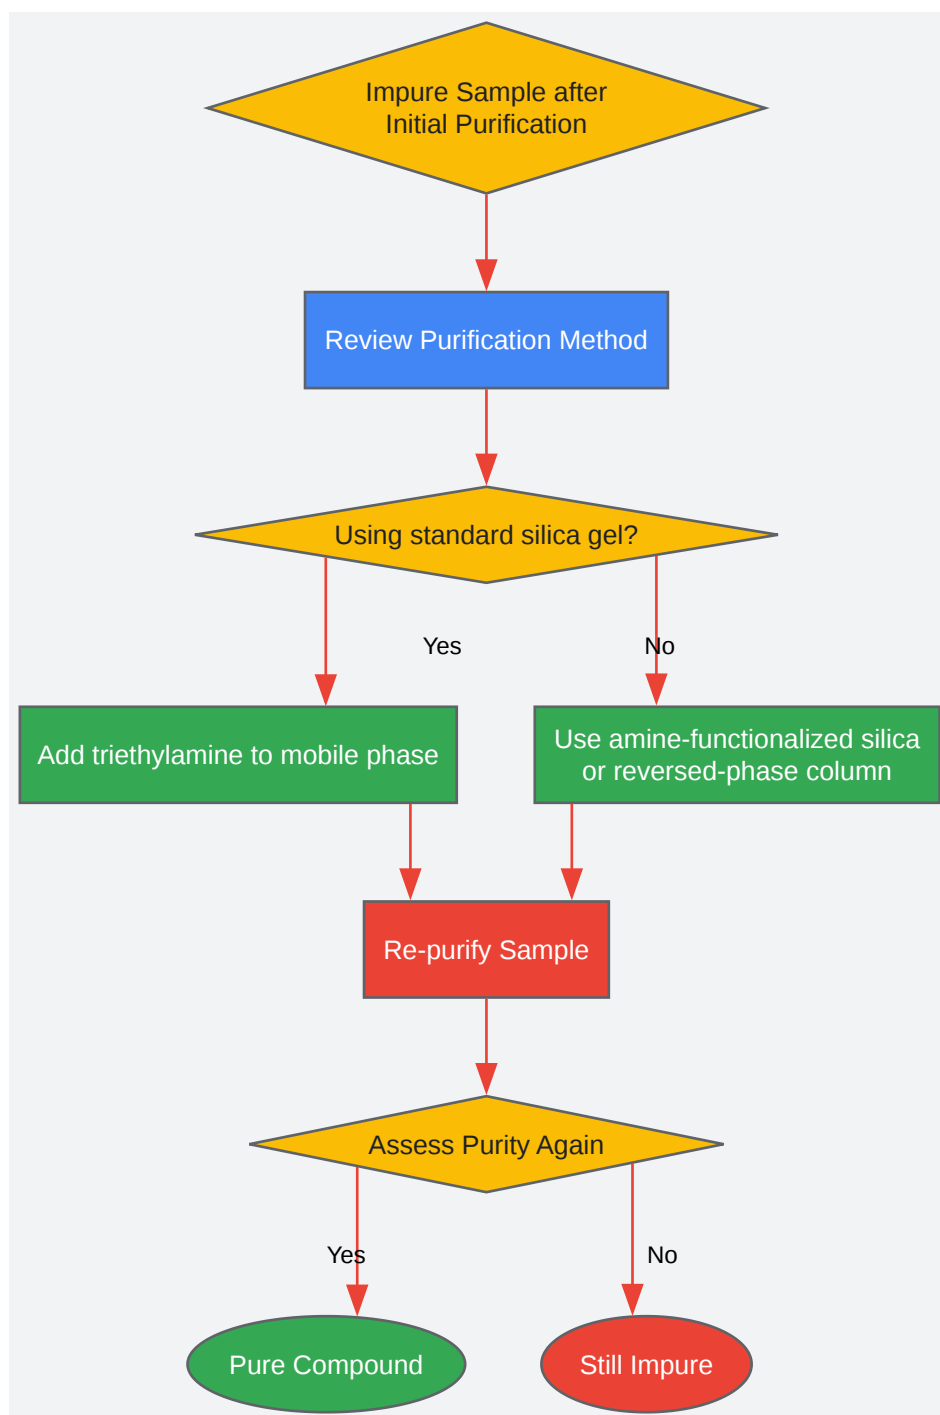 Impure Sample after
Initial Purification
Review Purification Method
Using standard silica gel?
Yes
No
Add triethylamine to mobile phase
Use amine-functionalized silica
or reversed-phase column
Re-purify Sample
Assess Purity Again
Yes
No
Pure Compound
Still Impure